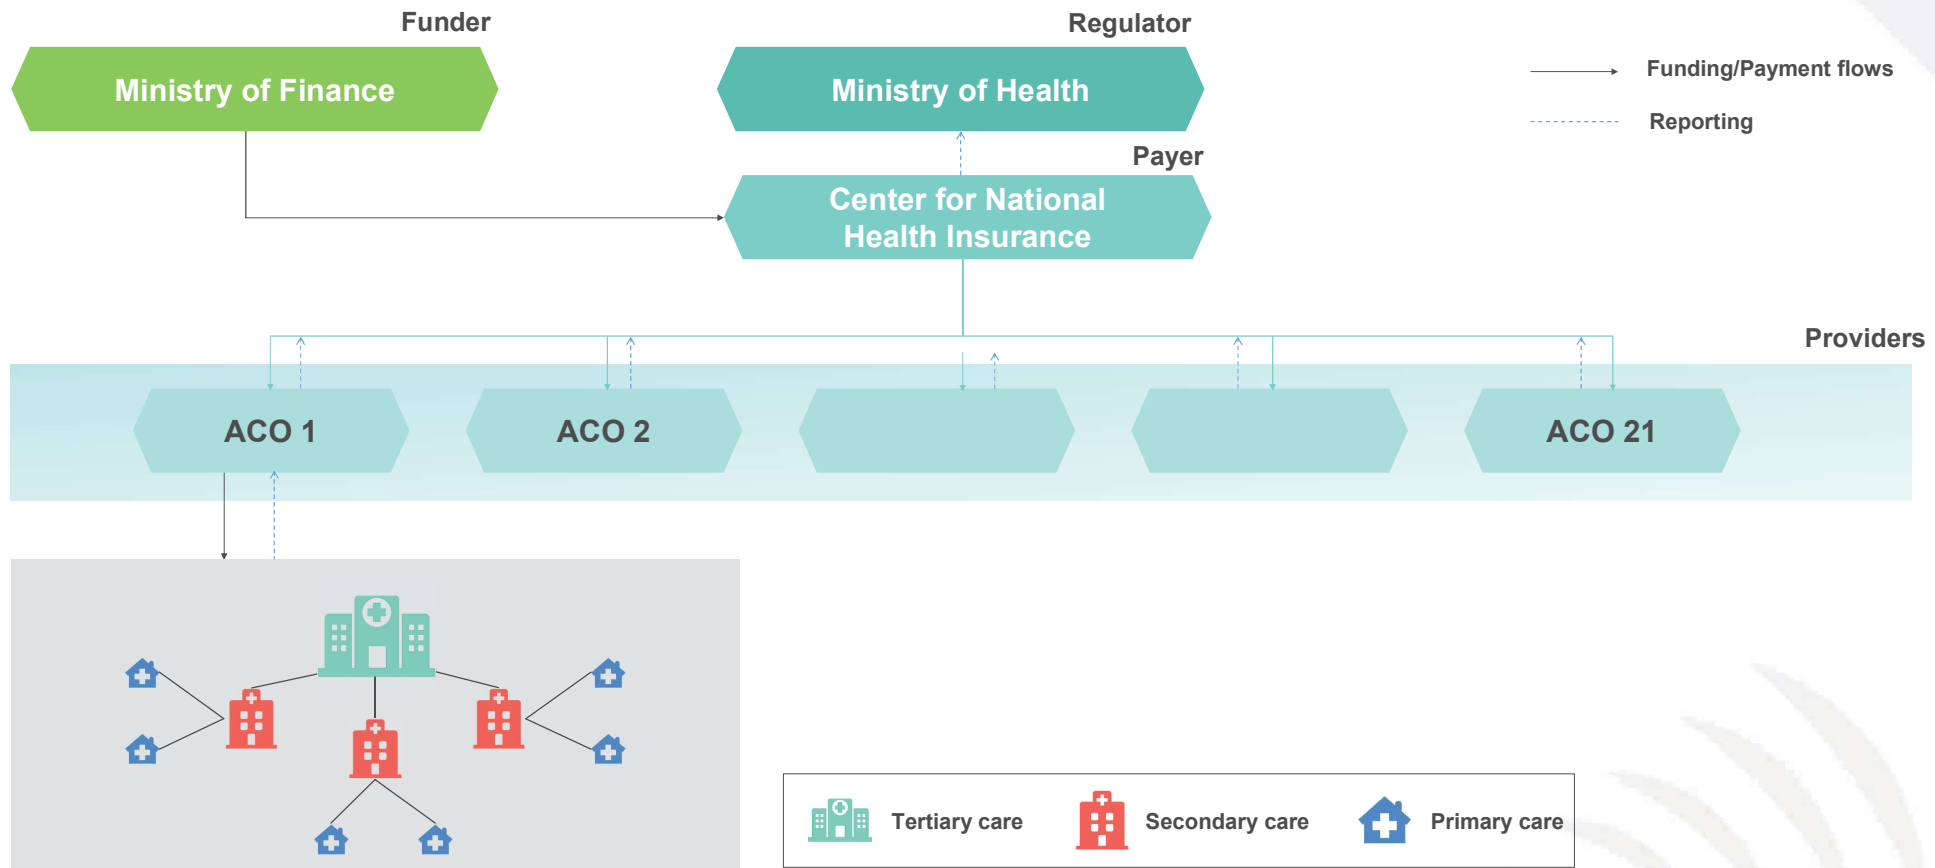 Funder
Regulator
Ministry of Finance
Ministry of Health
Funding/Payment flows
Reporting
Payer
Center for National
Health Insurance
Providers
ACO 1
ACO 2
ACO 21
Tertiary care
Secondary care
Primary care